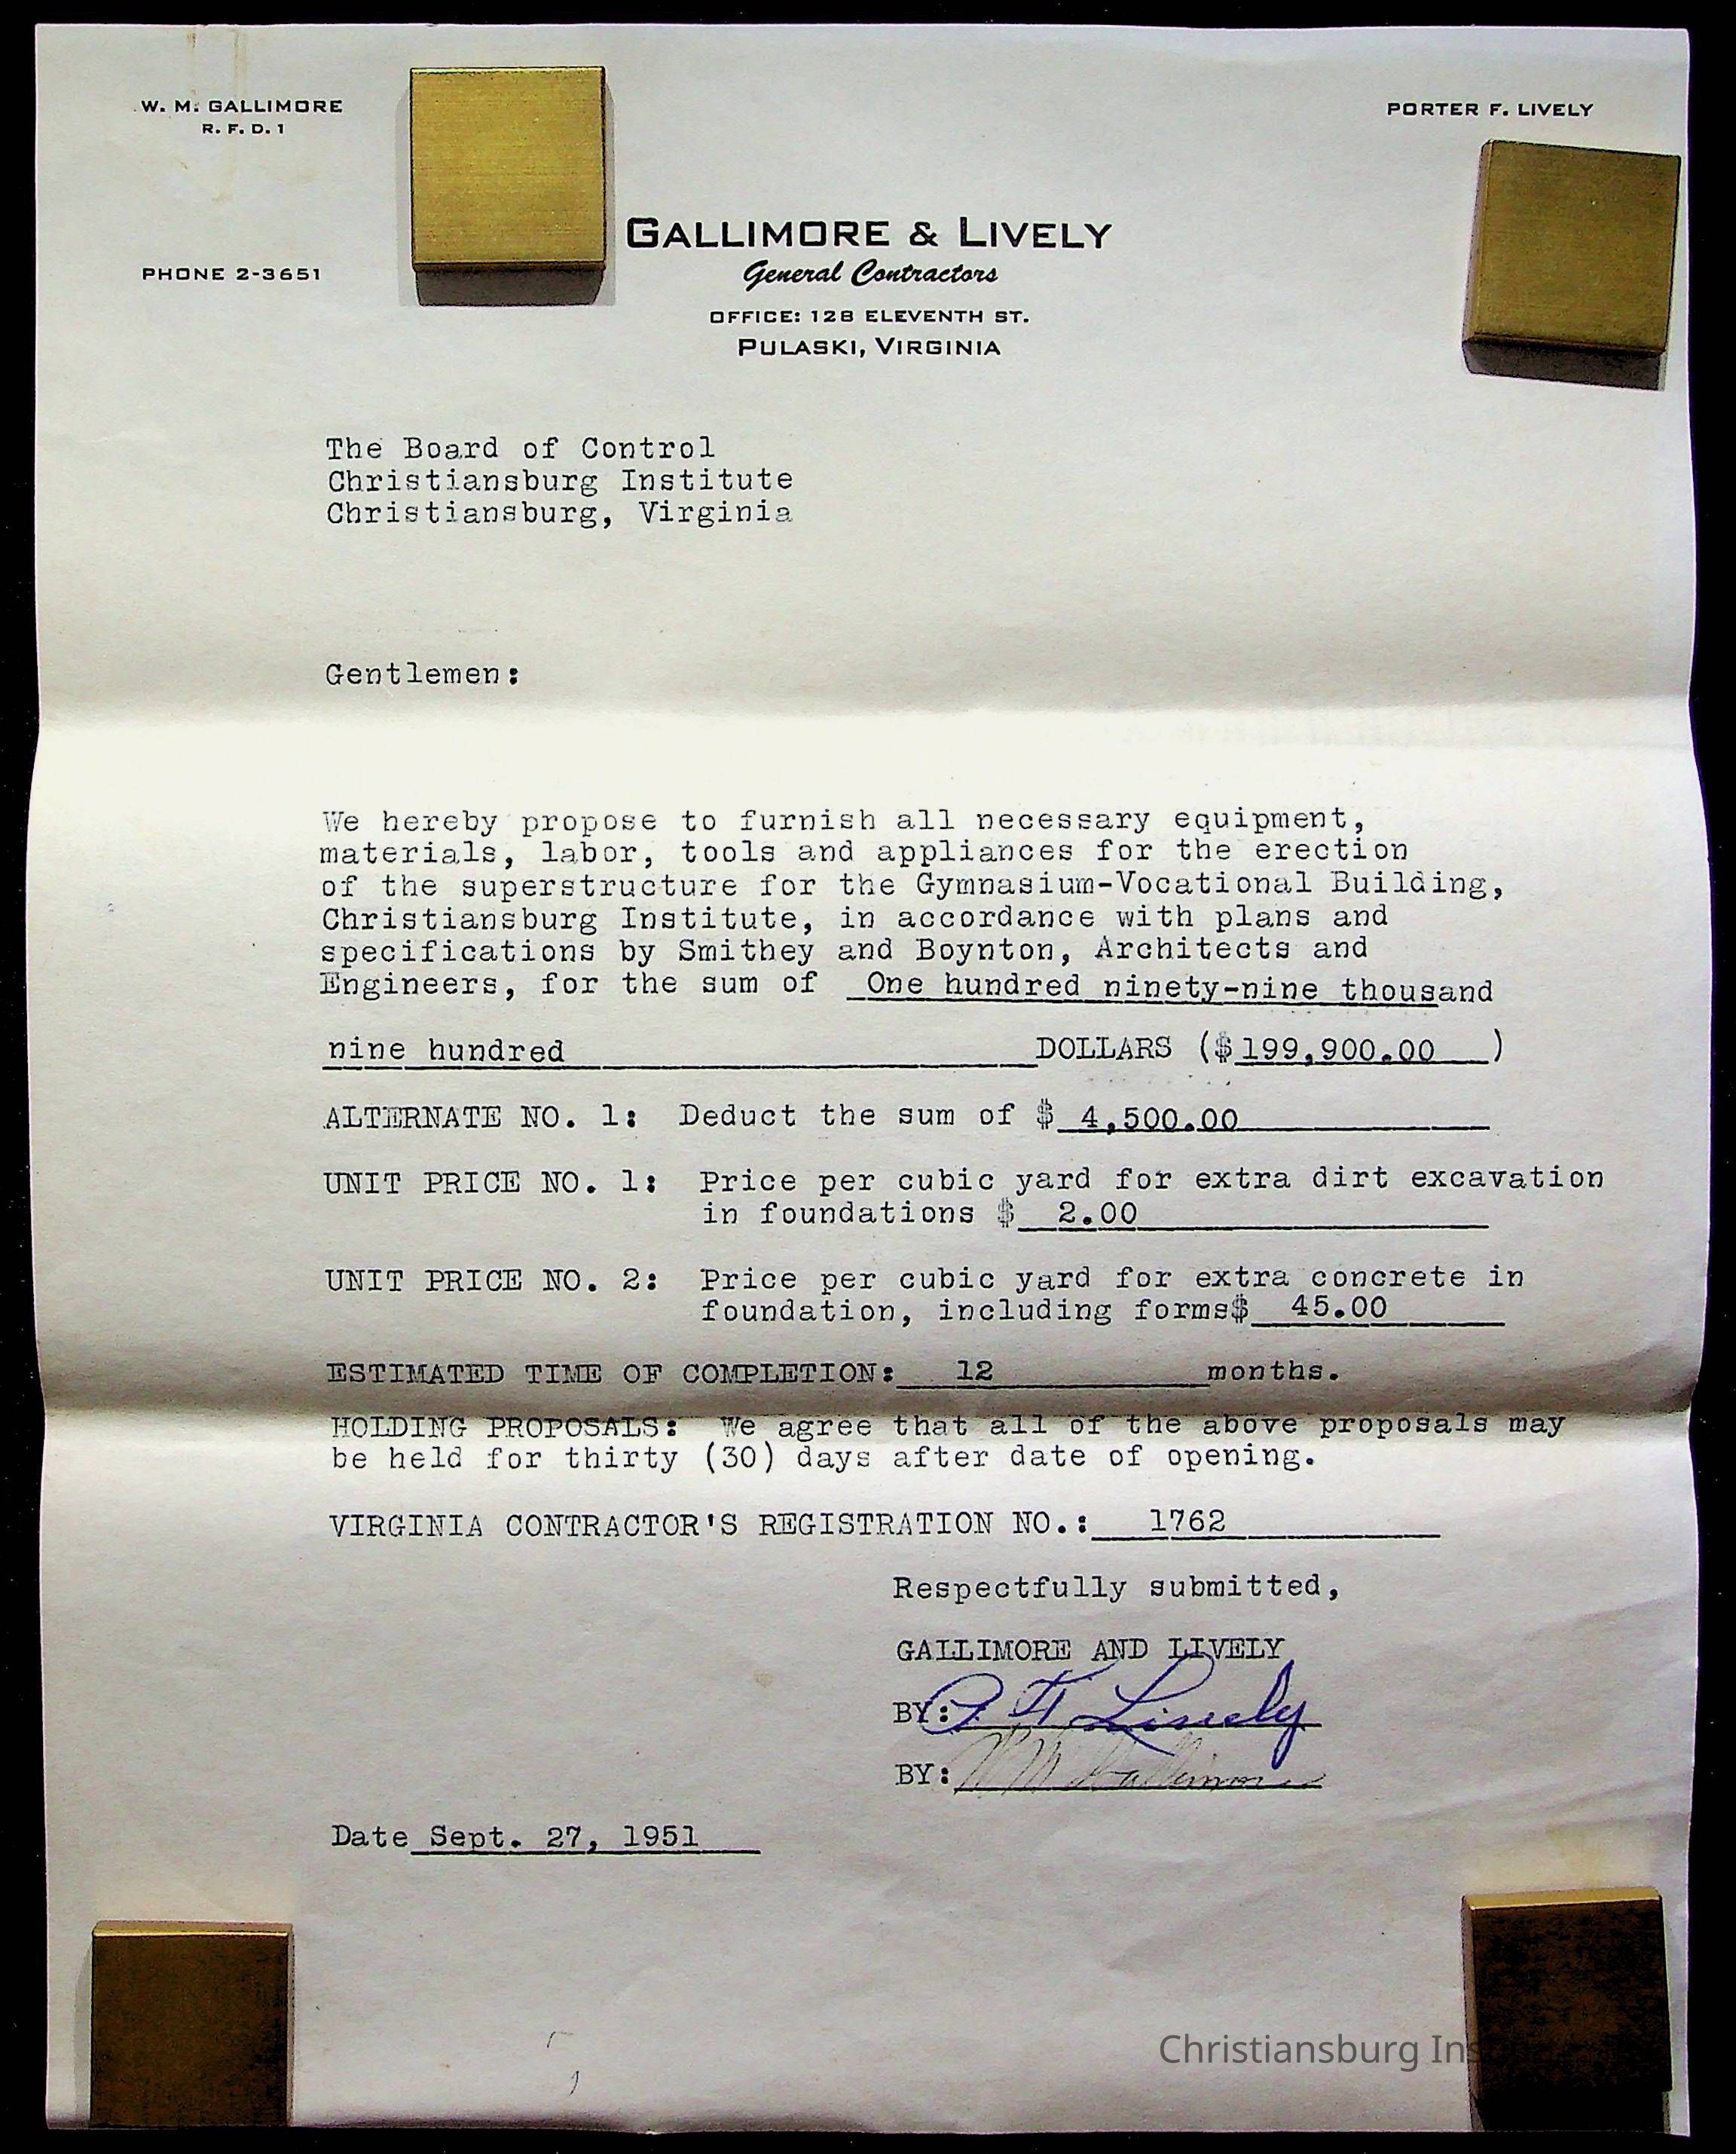 W. M. GALLIMORE
R. F. D. 1
PORTER F. LIVELY
PHONE 2-3651
GALLIMORE & LIVELY
General Contractors
OFFICE: 128 ELEVENTH ST.
PULASKI, VIRGINIA
The Board of Control
Christiansburg Institute
Christiansburg, Virginia
Gentlemen:
We hereby propose to furnish all necessary equipment,
materials, labor, tools and appliances for the erection
of the superstructure for the Gymnasium-Vocational Building,
Christiansburg Institute, in accordance with plans and
specifications by Smithey and Boynton, Architects and
Engineers, for the sum of One hundred ninety-nine thousand
nine hundred DOLLARS ($199,900.00 )
ALTERNATE NO. 1: Deduct the sum of $ 4,500.00
UNIT PRICE NO. 1: Price per cubic yard for extra dirt excavation
in foundations $ 2.00
UNIT PRICE NO. 2: Price per cubic yard for extra concrete in
foundation, including forms$ 45.00
ESTIMATED TIME OF COMPLETION: 12 months.
HOLDING PROPOSALS: We agree that all of the above proposals may
be held for thirty (30) days after date of opening.
VIRGINIA CONTRACTOR'S REGISTRATION NO.: 1762
Respectfully submitted,
GALLIMORE AND LIVELY
BY: P F Lively
BY: W M Gallimore
Date Sept. 27, 1951
Christiansburg Ins